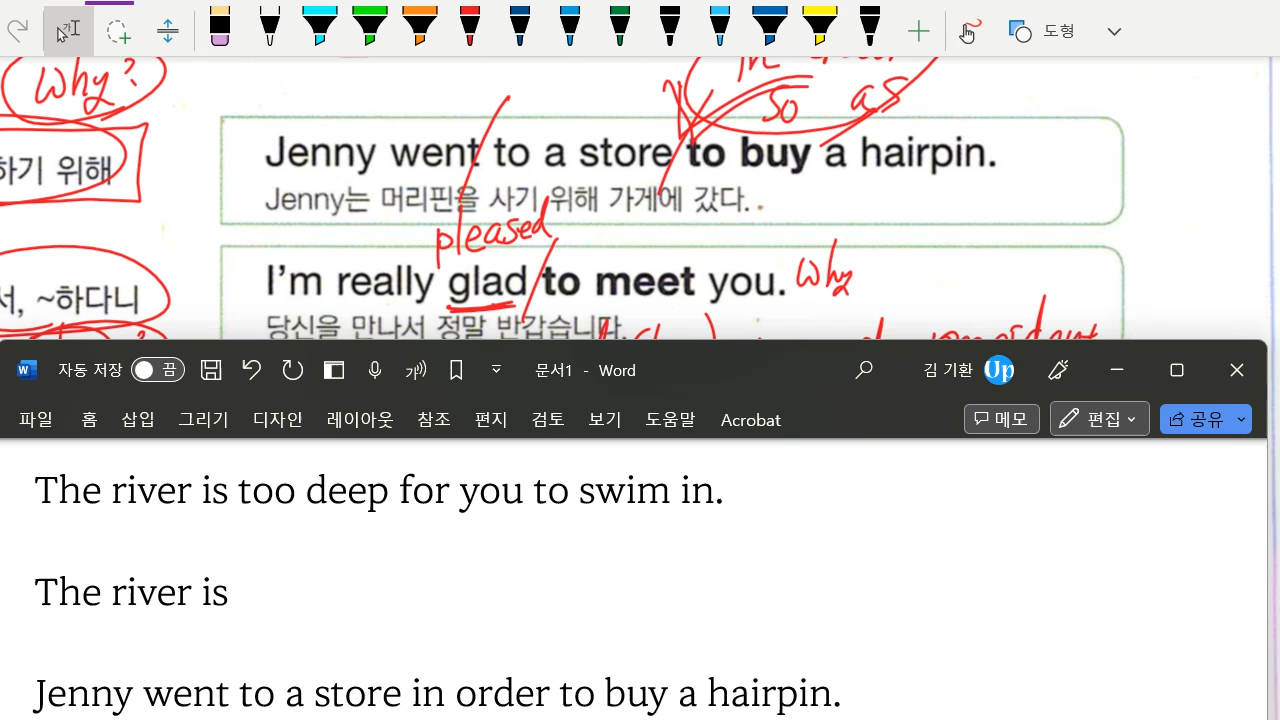 도형
in
why?
so as
하기 위해
Jenny went to a store to buy a hairpin.
Jenny는 머리핀을 사기 위해 가게에 갔다.
pleased
I'm really glad to meet you. why
서, ~하다니
당신을 만나서 정말 반갑습니다.
자동 저장 끔 문서1 - Word 김 기환 Up
파일 홈 삽입 그리기 디자인 레이아웃 참조 편지 검토 보기 도움말 Acrobat 메모 편집 공유
The river is too deep for you to swim in.
The river is
Jenny went to a store in order to buy a hairpin.